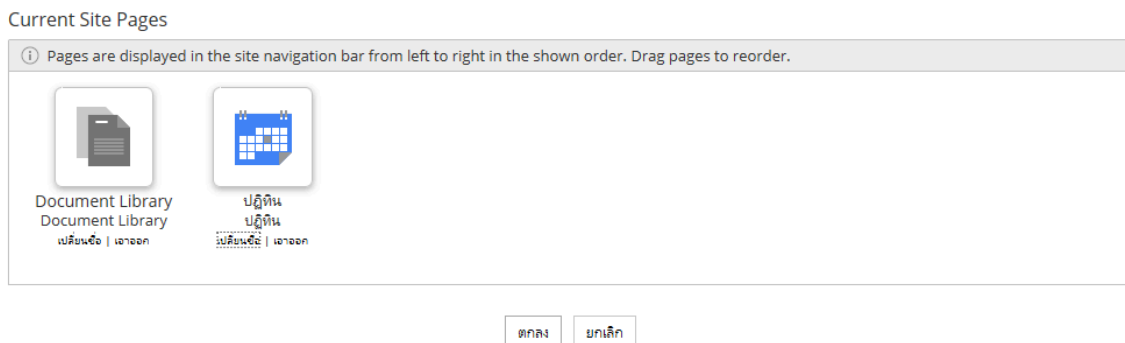 Current Site Pages
Pages are displayed in the site navigation bar from left to right in the shown order. Drag pages to reorder.
Document Library
Document Library
เปลี่ยนชื่อ | เอาออก
ปฏิทิน
ปฏิทิน
เปลี่ยนชื่อ | เอาออก
ตกลง
ยกเลิก